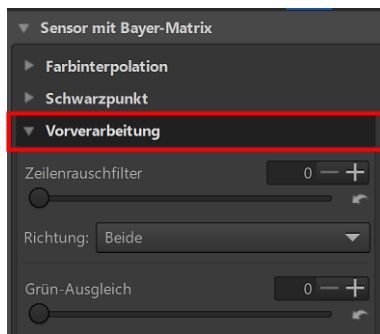 Sensor mit Bayer-Matrix
Farbinterpolation
Schwarzpunkt
Vorverarbeitung
Zeilenrauschfilter 0
Richtung: Beide
Grün-Ausgleich 0